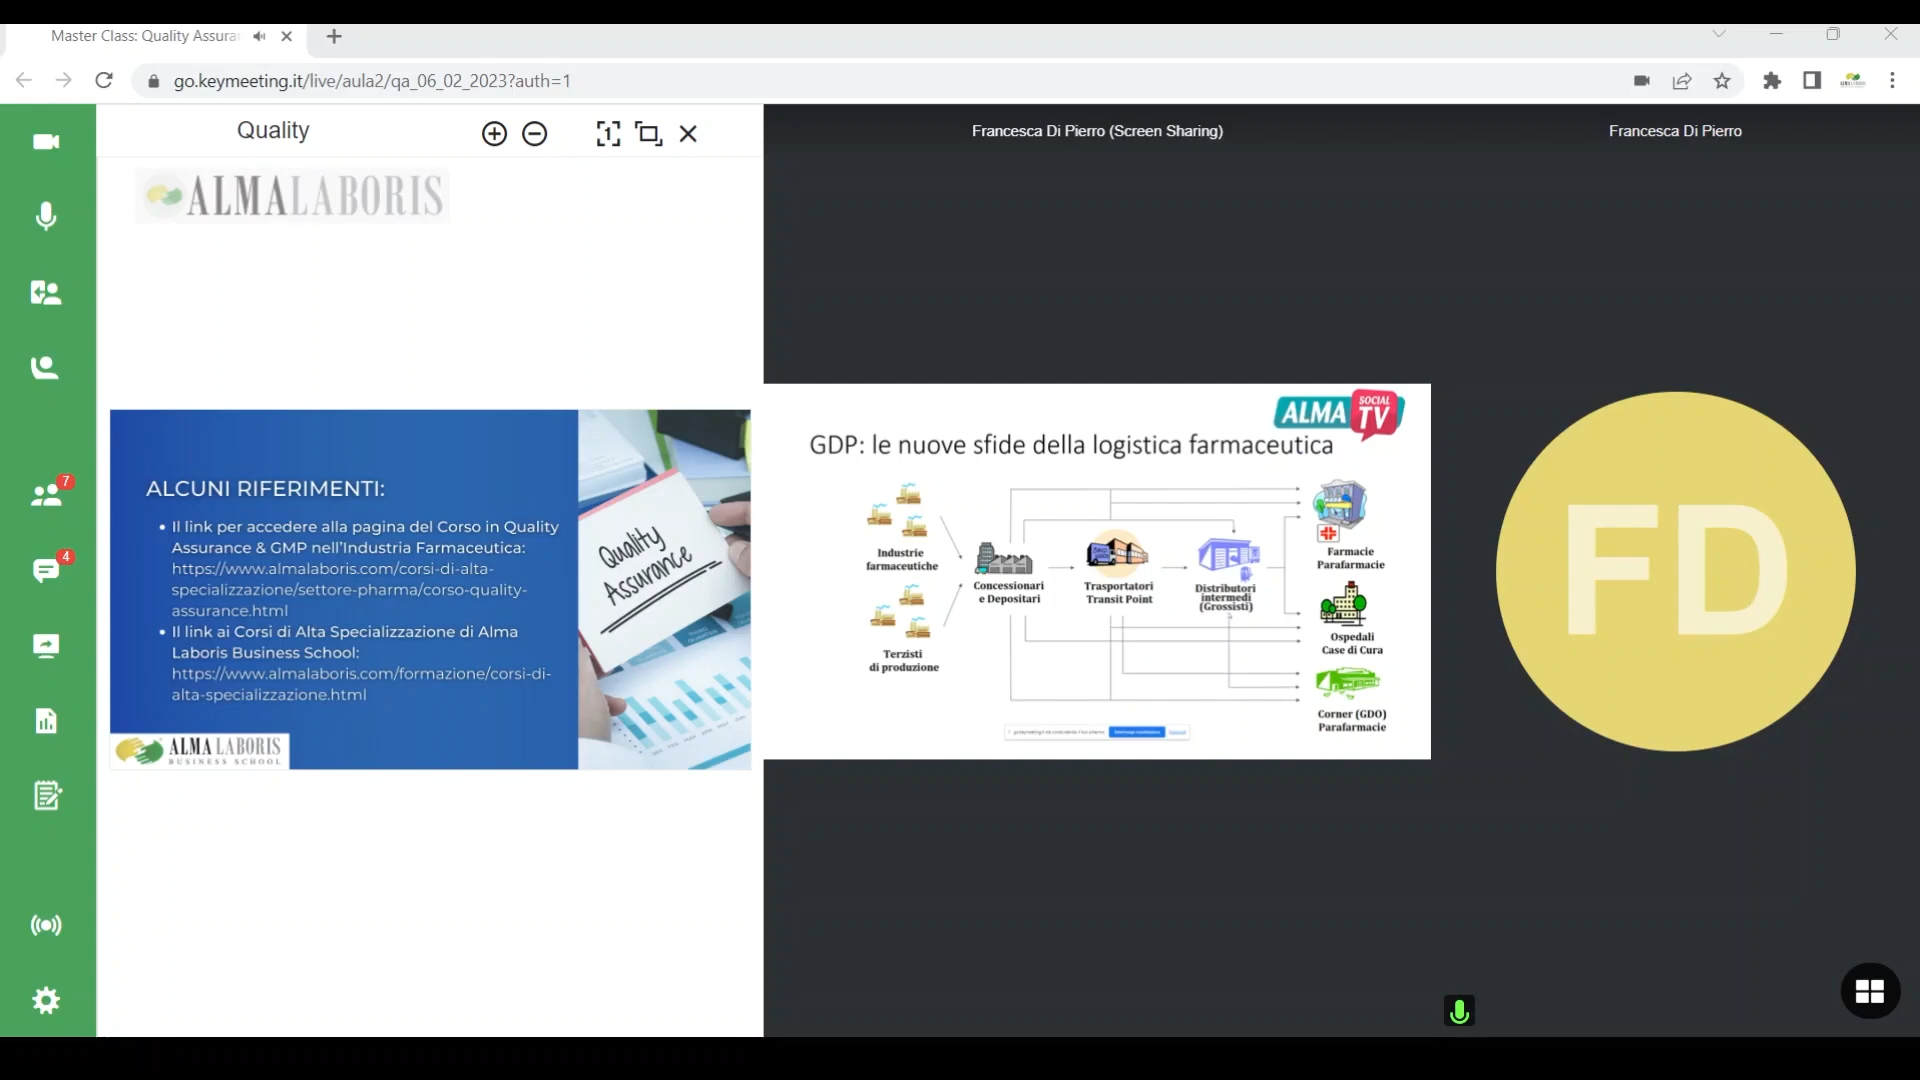 Master Class: Quality Assura
go.keymeeting.it/live/aula2/qa_06_02_2023?auth=1
Quality
ALMALABORIS
ALCUNI RIFERIMENTI:
Il link per accedere alla pagina del Corso in Quality
Assurance & GMP nell'Industria Farmaceutica:
https://www.almalaboris.com/corsi-di-alta-
specializzazione/settore-pharma/corso-quality-
assurance.html
Il link ai Corsi di Alta Specializzazione di Alma
Laboris Business School:
https://www.almalaboris.com/formazione/corsi-di-
alta-specializzazione.html
ALMA LABORIS
BUSINESS SCHOOL
Quality
Assurance
7
4
Francesca Di Pierro (Screen Sharing)
Francesca Di Pierro
ALMA SOCIAL TV
GDP: le nuove sfide della logistica farmaceutica
Industrie
farmaceutiche
Terzisti
di produzione
Concessionari
e Depositari
Trasportatori
Transit Point
Distributori
intermedi
(Grossisti)
Farmacie
Parafarmacie
Ospedali
Case di Cura
Corner (GDO)
Parafarmacie
FD